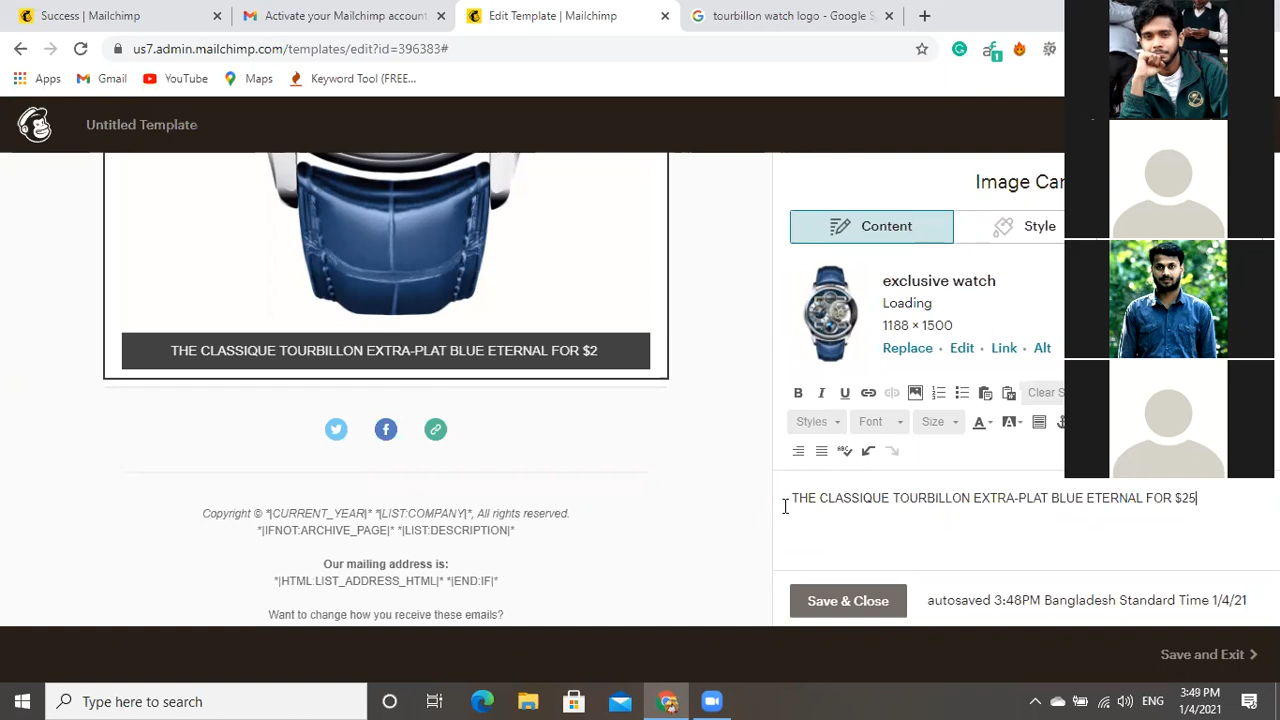 Success | Mailchimp
Activate your Mailchimp account
Edit Template | Mailchimp
tourbillon watch logo - Google S
us7.admin.mailchimp.com/templates/edit?id=396383#
1
Apps
Gmail
YouTube
Maps
Keyword Tool (FREE...
Untitled Template
Image Car
Content
Style
exclusive watch
Loading
1188 × 1500
Replace • Edit • Link • Alt
THE CLASSIQUE TOURBILLON EXTRA-PLAT BLUE ETERNAL FOR $2
B I U Clear S
Styles Font Size A A
ABC
THE CLASSIQUE TOURBILLON EXTRA-PLAT BLUE ETERNAL FOR $25
Copyright © *|CURRENT_YEAR|* *|LIST:COMPANY|*, All rights reserved.
*|IFNOT:ARCHIVE_PAGE|* *|LIST:DESCRIPTION|*
Our mailing address is:
*|HTML:LIST_ADDRESS_HTML|* *|END:IF|*
Want to change how you receive these emails?
Save & Close
autosaved 3:48PM Bangladesh Standard Time 1/4/21
Save and Exit
Type here to search
ENG
3:49 PM
1/4/2021